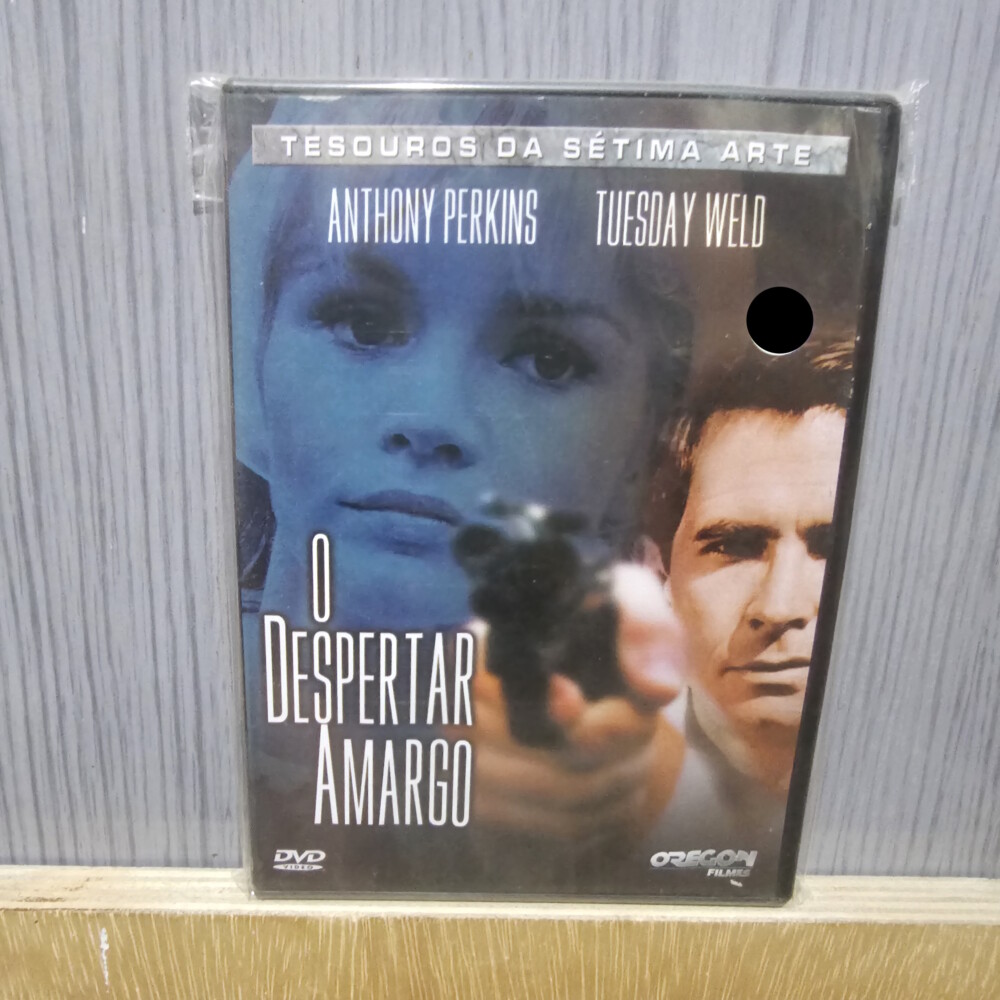 TESOUROS DA SÉTIMA ARTE
ANTHONY PERKINS TUESDAY WELD
O
DESPERTAR
AMARGO
DVD
VIDEO
OREGON
FILMES